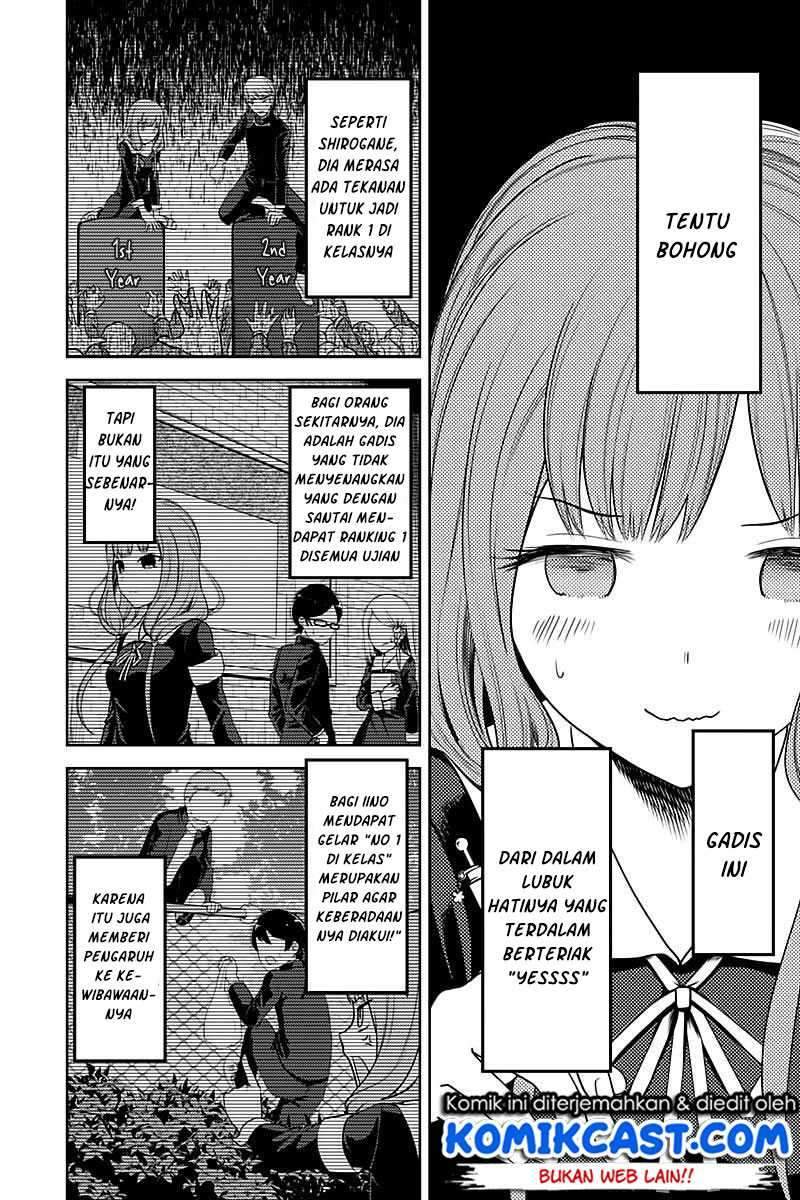 TENTU
BOHONG
GADIS
INI
DARI DALAM
LUBUK
HATINYA YANG
TERDALAM
BERTERIAK
"YESSSS"
SEPERTI
SHIROGANE,
DIA MERASA
ADA TEKANAN
UNTUK JADI
RANK 1 DI
KELASNYA
1st
Year
2nd
Year
BAGI ORANG
SEKITARNYA, DIA
ADALAH GADIS
YANG TIDAK
MENYENANGKAN
YANG DENGAN
SANTAI MEN-
DAPAT RANKING 1
DISEMUA UJIAN
TAPI
BUKAN
ITU YANG
SEBENAR-
NYA!
BAGI IINO
MENDAPAT
GELAR "NO 1
DI KELAS"
MERUPAKAN
PILAR AGAR
KEBERADAAN
NYA DIAKUI!"
KARENA
ITU JUGA
MEMBERI
PENGARUH
KE KE-
WIBAWAAN-
NYA
Komik ini diterjemahkan & diedit oleh
KOMIKCAST.COM
BUKAN WEB LAIN!!